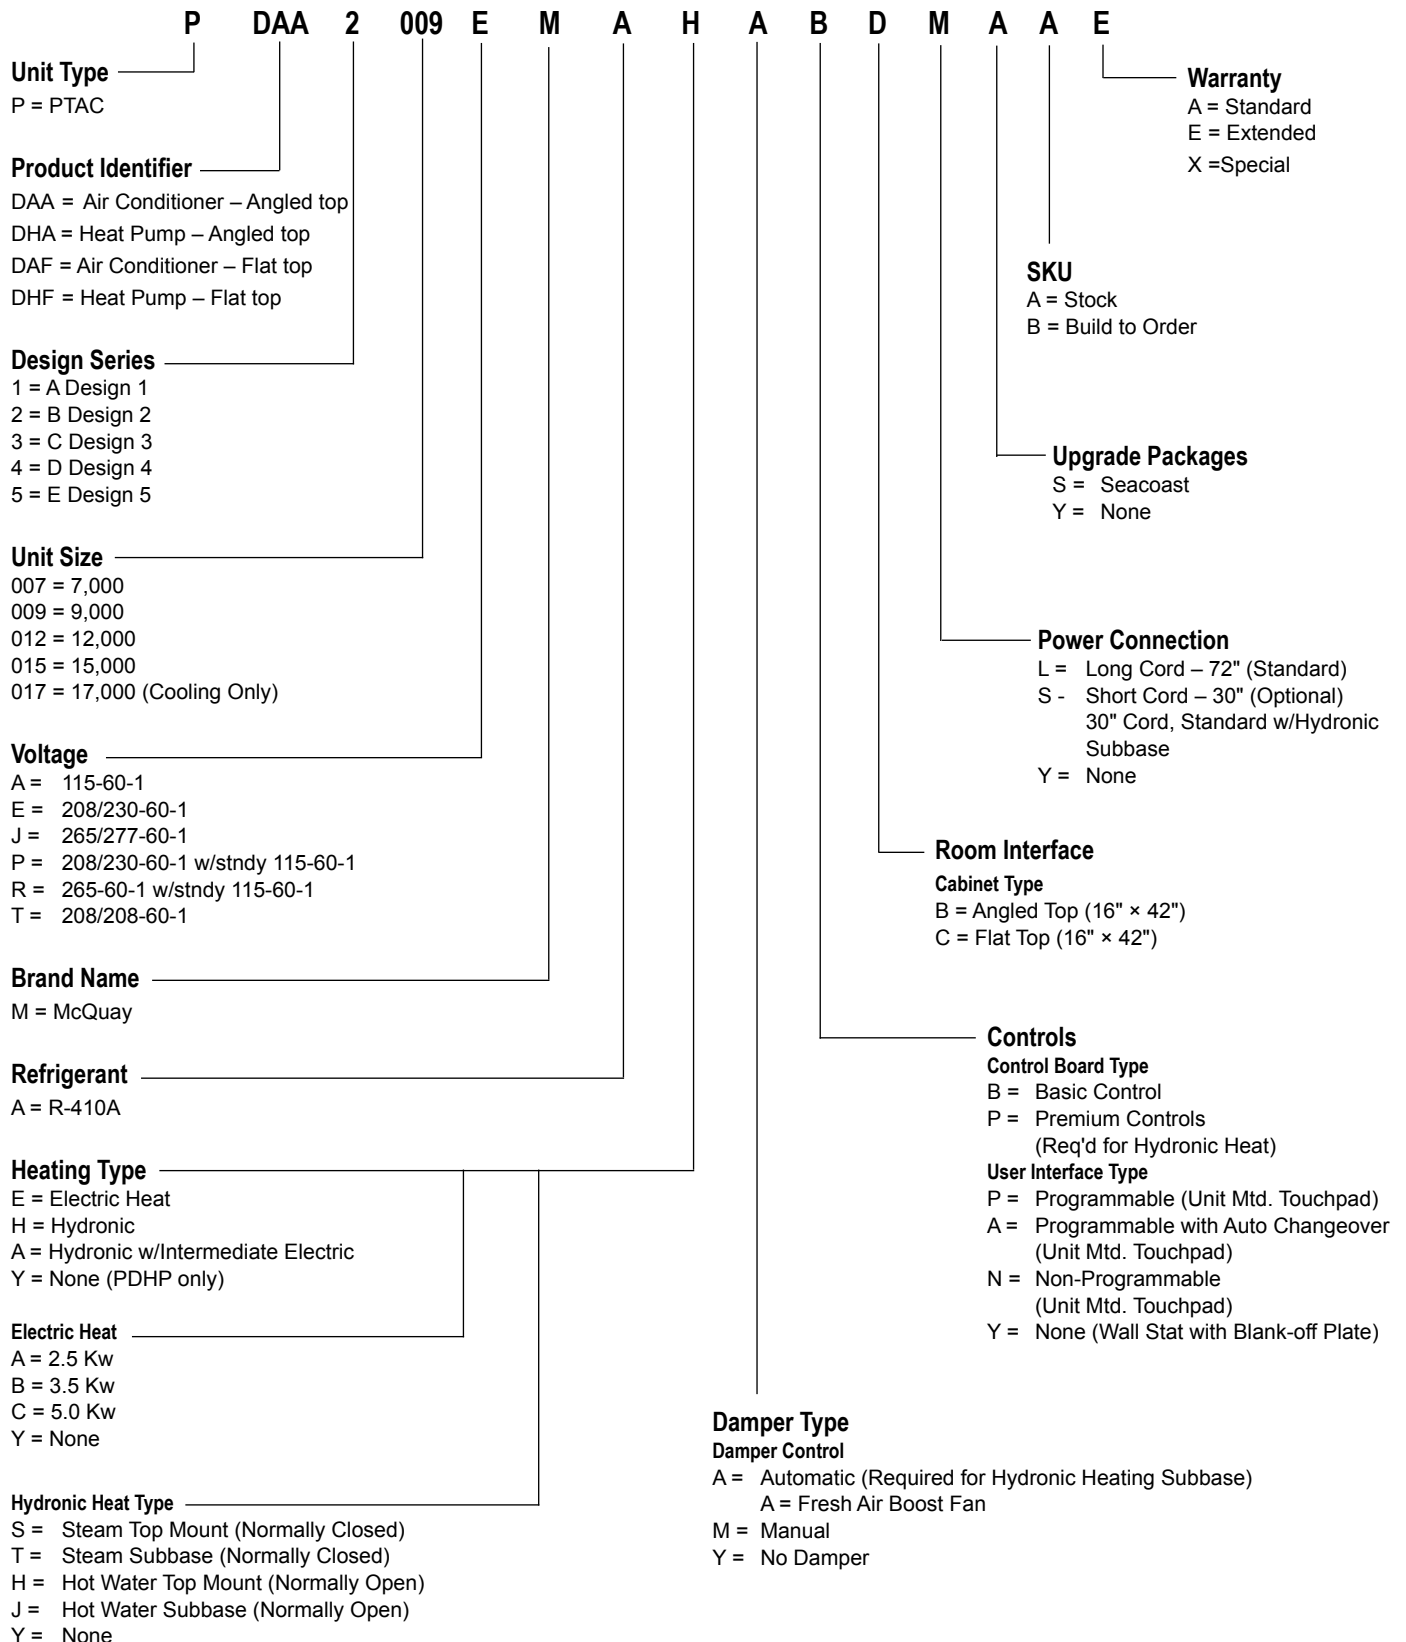 P DAA 2 009 E M A H A B D M A A E
Unit Type
P = PTAC
Product Identifier
DAA = Air Conditioner – Angled top
DHA = Heat Pump – Angled top
DAF = Air Conditioner – Flat top
DHF = Heat Pump – Flat top
Design Series
1 = A Design 1
2 = B Design 2
3 = C Design 3
4 = D Design 4
5 = E Design 5
Unit Size
007 = 7,000
009 = 9,000
012 = 12,000
015 = 15,000
017 = 17,000 (Cooling Only)
Voltage
A = 115-60-1
E = 208/230-60-1
J = 265/277-60-1
P = 208/230-60-1 w/stndy 115-60-1
R = 265-60-1 w/stndy 115-60-1
T = 208/208-60-1
Brand Name
M = McQuay
Refrigerant
A = R-410A
Heating Type
E = Electric Heat
H = Hydronic
A = Hydronic w/Intermediate Electric
Y = None (PDHP only)
Electric Heat
A = 2.5 Kw
B = 3.5 Kw
C = 5.0 Kw
Y = None
Hydronic Heat Type
S = Steam Top Mount (Normally Closed)
T = Steam Subbase (Normally Closed)
H = Hot Water Top Mount (Normally Open)
J = Hot Water Subbase (Normally Open)
Y = None
Warranty
A = Standard
E = Extended
X =Special
SKU
A = Stock
B = Build to Order
Upgrade Packages
S = Seacoast
Y = None
Power Connection
L = Long Cord – 72" (Standard)
S - Short Cord – 30" (Optional)
30" Cord, Standard w/Hydronic
Subbase
Y = None
Room Interface
Cabinet Type
B = Angled Top (16" × 42")
C = Flat Top (16" × 42")
Controls
Control Board Type
B = Basic Control
P = Premium Controls
(Req'd for Hydronic Heat)
User Interface Type
P = Programmable (Unit Mtd. Touchpad)
A = Programmable with Auto Changeover
(Unit Mtd. Touchpad)
N = Non-Programmable
(Unit Mtd. Touchpad)
Y = None (Wall Stat with Blank-off Plate)
Damper Type
Damper Control
A = Automatic (Required for Hydronic Heating Subbase)
A = Fresh Air Boost Fan
M = Manual
Y = No Damper